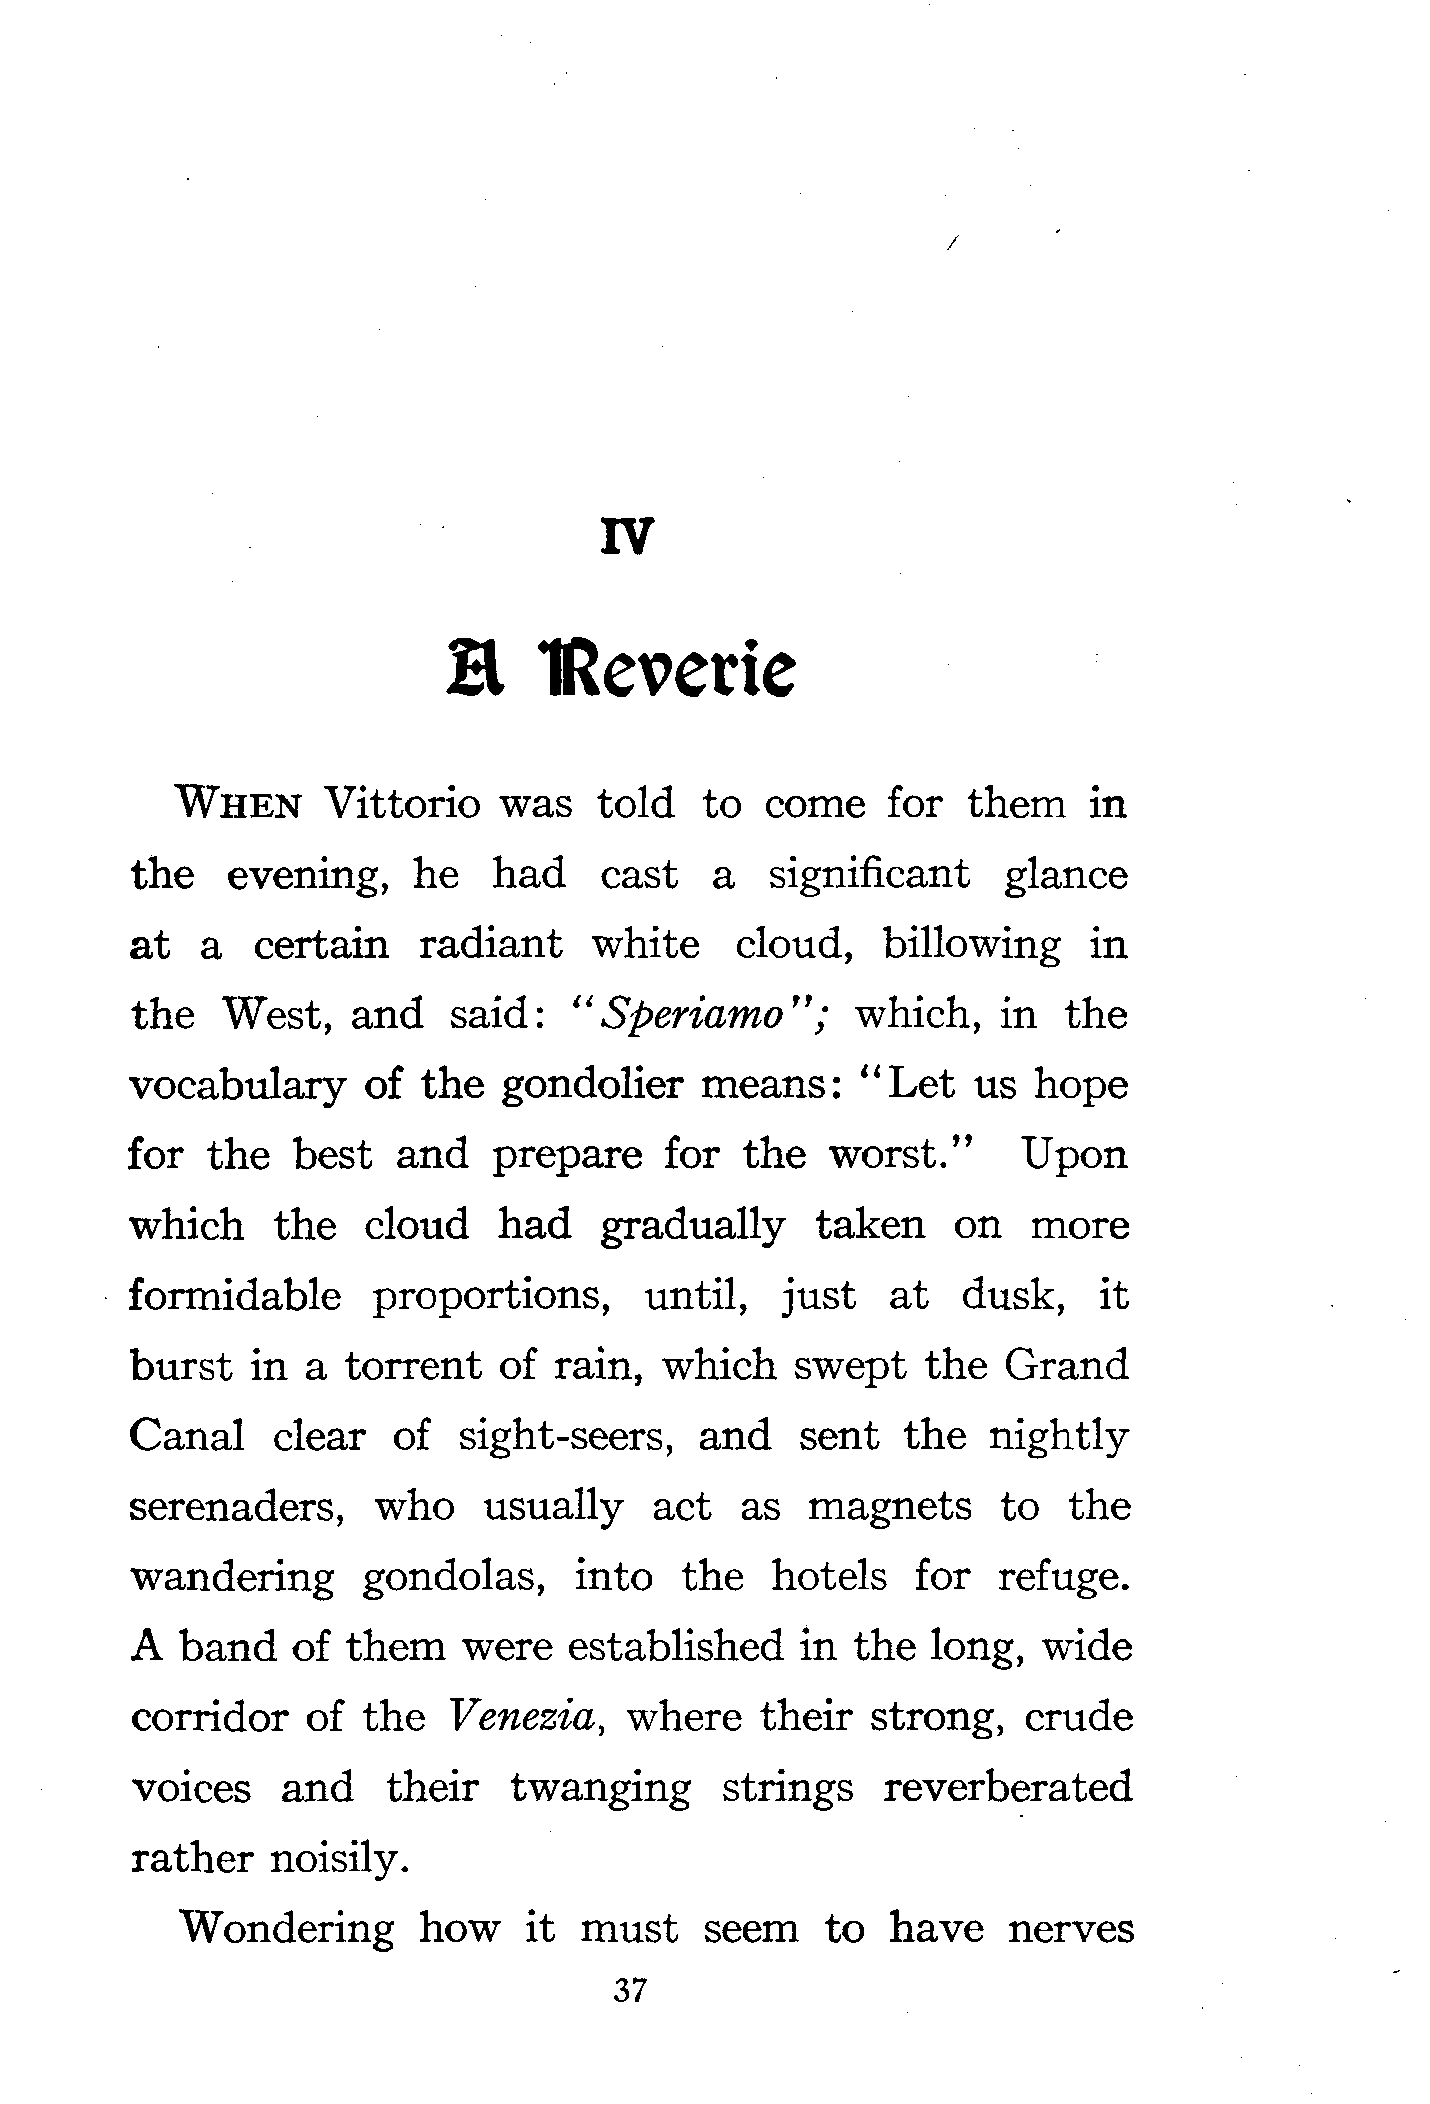 IV
A Reverie
WHEN Vittorio was told to come for them in
the evening, he had cast a significant glance
at a certain radiant white cloud, billowing in
the West, and said: "Speriamo"; which, in the
vocabulary of the gondolier means: "Let us hope
for the best and prepare for the worst." Upon
which the cloud had gradually taken on more
formidable proportions, until, just at dusk, it
burst in a torrent of rain, which swept the Grand
Canal clear of sight-seers, and sent the nightly
serenaders, who usually act as magnets to the
wandering gondolas, into the hotels for refuge.
A band of them were established in the long, wide
corridor of the Venezia, where their strong, crude
voices and their twanging strings reverberated
rather noisily.
Wondering how it must seem to have nerves
37